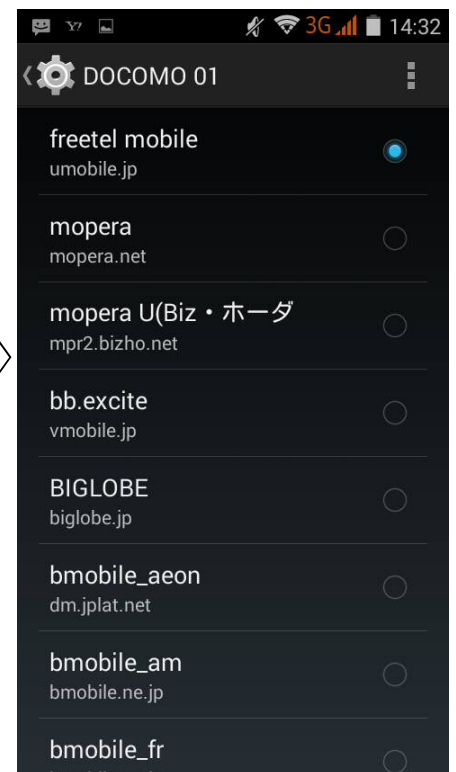 Y!
3G
14:32
DOCOMO 01
freetel mobile
umobile.jp
mopera
mopera.net
mopera U(Biz・ホーダ
mpr2.bizho.net
bb.excite
vmobile.jp
BIGLOBE
biglobe.jp
bmobile_aeon
dm.jplat.net
bmobile_am
bmobile.ne.jp
bmobile_fr